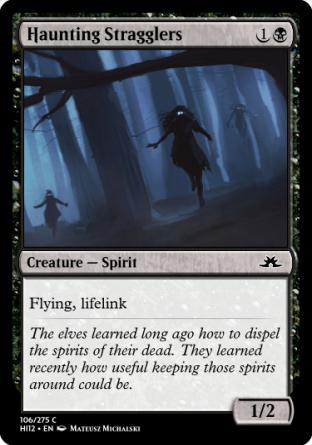 Haunting Stragglers 1
Creature — Spirit
Flying, lifelink
The elves learned long ago how to dispel
the spirits of their dead. They learned
recently how useful keeping those spirits
around could be.
1/2
106/275 C
HI12 • EN Mateusz Michalski